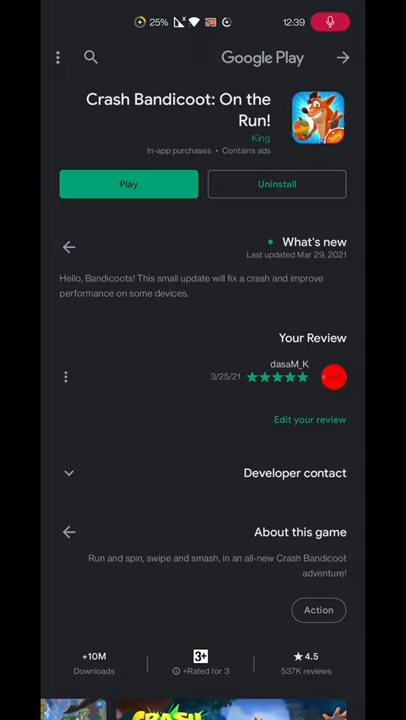 25%
12:39
Google Play
Crash Bandicoot: On the
Run!
King
In-app purchases • Contains ads
Play
Uninstall
What's new
Last updated Mar 29, 2021
Hello, Bandicoots! This small update will fix a crash and improve
performance on some devices.
Your Review
dasaM_K
3/25/21
Edit your review
Developer contact
About this game
Run and spin, swipe and smash, in an all-new Crash Bandicoot
adventure!
Action
+10M
Downloads
3+
+Rated for 3
4.5
537K reviews
CRASH